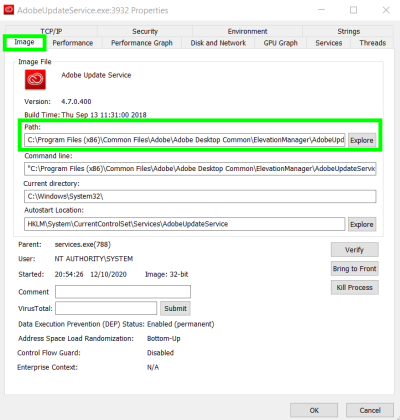 AdobeUpdateService.exe:3932 Properties
TCP/IP Security Environment Strings
Image Performance Performance Graph Disk and Network GPU Graph Services Threads
Image File
Adobe Update Service
Version: 4.7.0.400
Build Time: Thu Sep 13 11:31:00 2018
Path:
C:\Program Files (x86)\Common Files\Adobe\Adobe Desktop Common\ElevationManager\AdobeUpd Explore
Command line:
"C:\Program Files (x86)\Common Files\Adobe\Adobe Desktop Common\ElevationManager\AdobeUpdateServic
Current directory:
C:\Windows\System32\
Autostart Location:
HKLM\System\CurrentControlSet\Services\AdobeUpdateService Explore
Parent: services.exe(788)
User: NT AUTHORITY\SYSTEM
Started: 20:54:26 12/10/2020 Image: 32-bit
Comment
VirusTotal: Submit
Verify
Bring to Front
Kill Process
Data Execution Prevention (DEP) Status: Enabled (permanent)
Address Space Load Randomization: Bottom-Up
Control Flow Guard: Disabled
Enterprise Context: N/A
OK Cancel